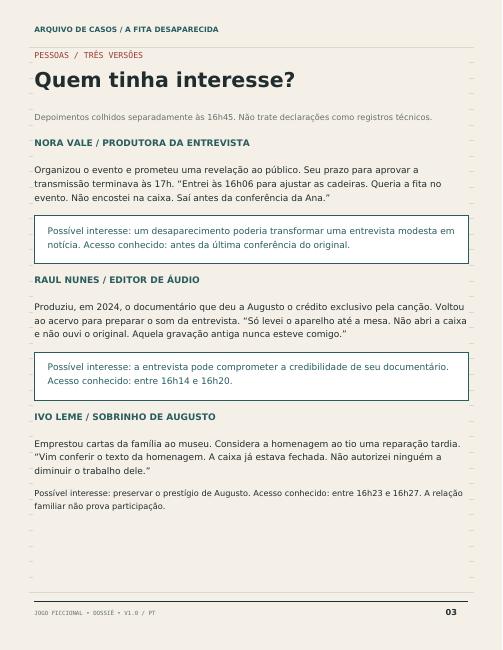 ARQUIVO DE CASOS / A FITA DESAPARECIDA
PESSOAS / TRÊS VERSÕES
Quem tinha interesse?
Depoimentos colhidos separadamente às 16h45. Não trate declarações como registros técnicos.
NORA VALE / PRODUTORA DA ENTREVISTA
Organizou o evento e prometeu uma revelação ao público. Seu prazo para aprovar a
transmissão terminava às 17h. “Entrei às 16h06 para ajustar as cadeiras. Queria a fita no
evento. Não encostei na caixa. Saí antes da conferência da Ana.”
Possível interesse: um desaparecimento poderia transformar uma entrevista modesta em
notícia. Acesso conhecido: antes da última conferência do original.
RAUL NUNES / EDITOR DE ÁUDIO
Produziu, em 2024, o documentário que deu a Augusto o crédito exclusivo pela canção. Voltou
ao acervo para preparar o som da entrevista. “Só levei o aparelho até a mesa. Não abri a caixa
e não ouvi o original. Aquela gravação antiga nunca esteve comigo.”
Possível interesse: a entrevista pode comprometer a credibilidade de seu documentário.
Acesso conhecido: entre 16h14 e 16h20.
IVO LEME / SOBRINHO DE AUGUSTO
Emprestou cartas da família ao museu. Considera a homenagem ao tio uma reparação tardia.
“Vim conferir o texto da homenagem. A caixa já estava fechada. Não autorizei ninguém a
diminuir o trabalho dele.”
Possível interesse: preservar o prestígio de Augusto. Acesso conhecido: entre 16h23 e 16h27. A relação
familiar não prova participação.
JOGO FICCIONAL • DOSSIÊ • V1.0 / PT
03